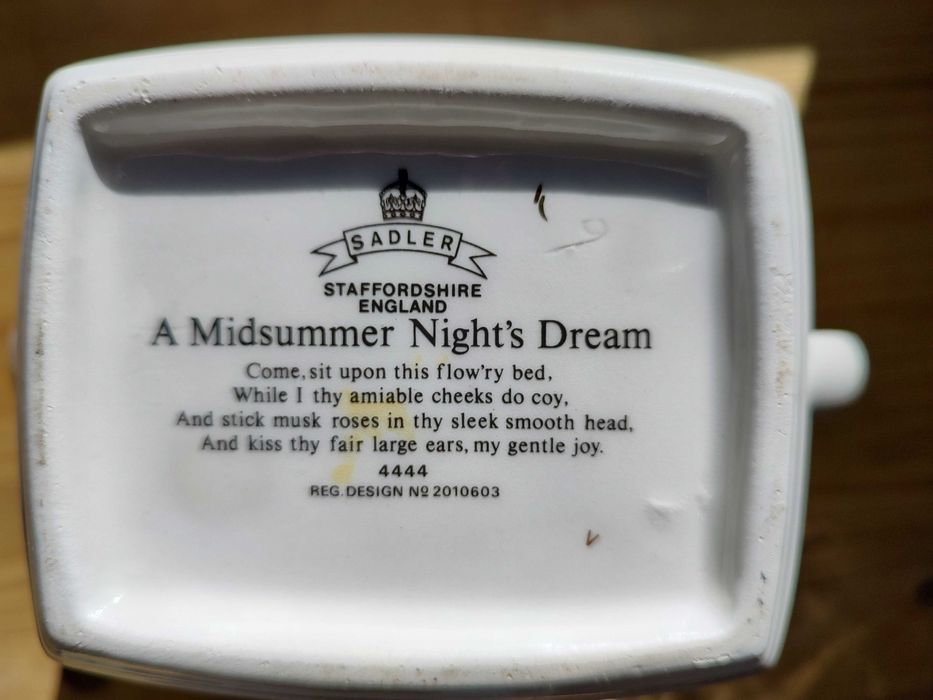 SADLER
STAFFORDSHIRE
ENGLAND
A Midsummer Night's Dream
Come, sit upon this flow'ry bed,
While I thy amiable cheeks do coy,
And stick musk roses in thy sleek smooth head,
And kiss thy fair large ears, my gentle joy.
4444
REG. DESIGN Nº 2010603